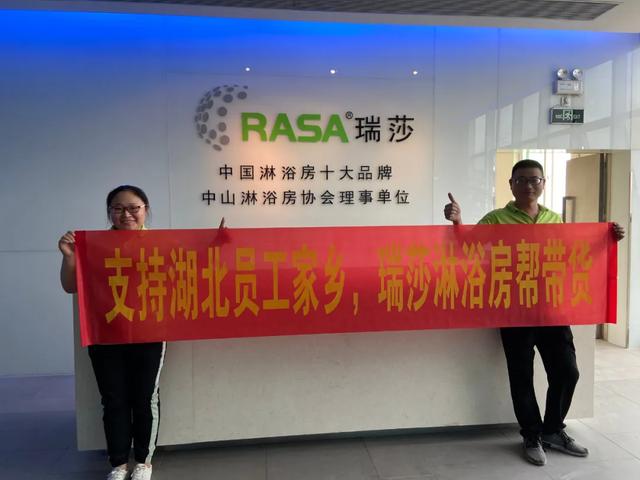 RASA®瑞莎
中国淋浴房十大品牌
中山淋浴房协会理事单位
支持湖北员工家乡，瑞莎淋浴房帮带货